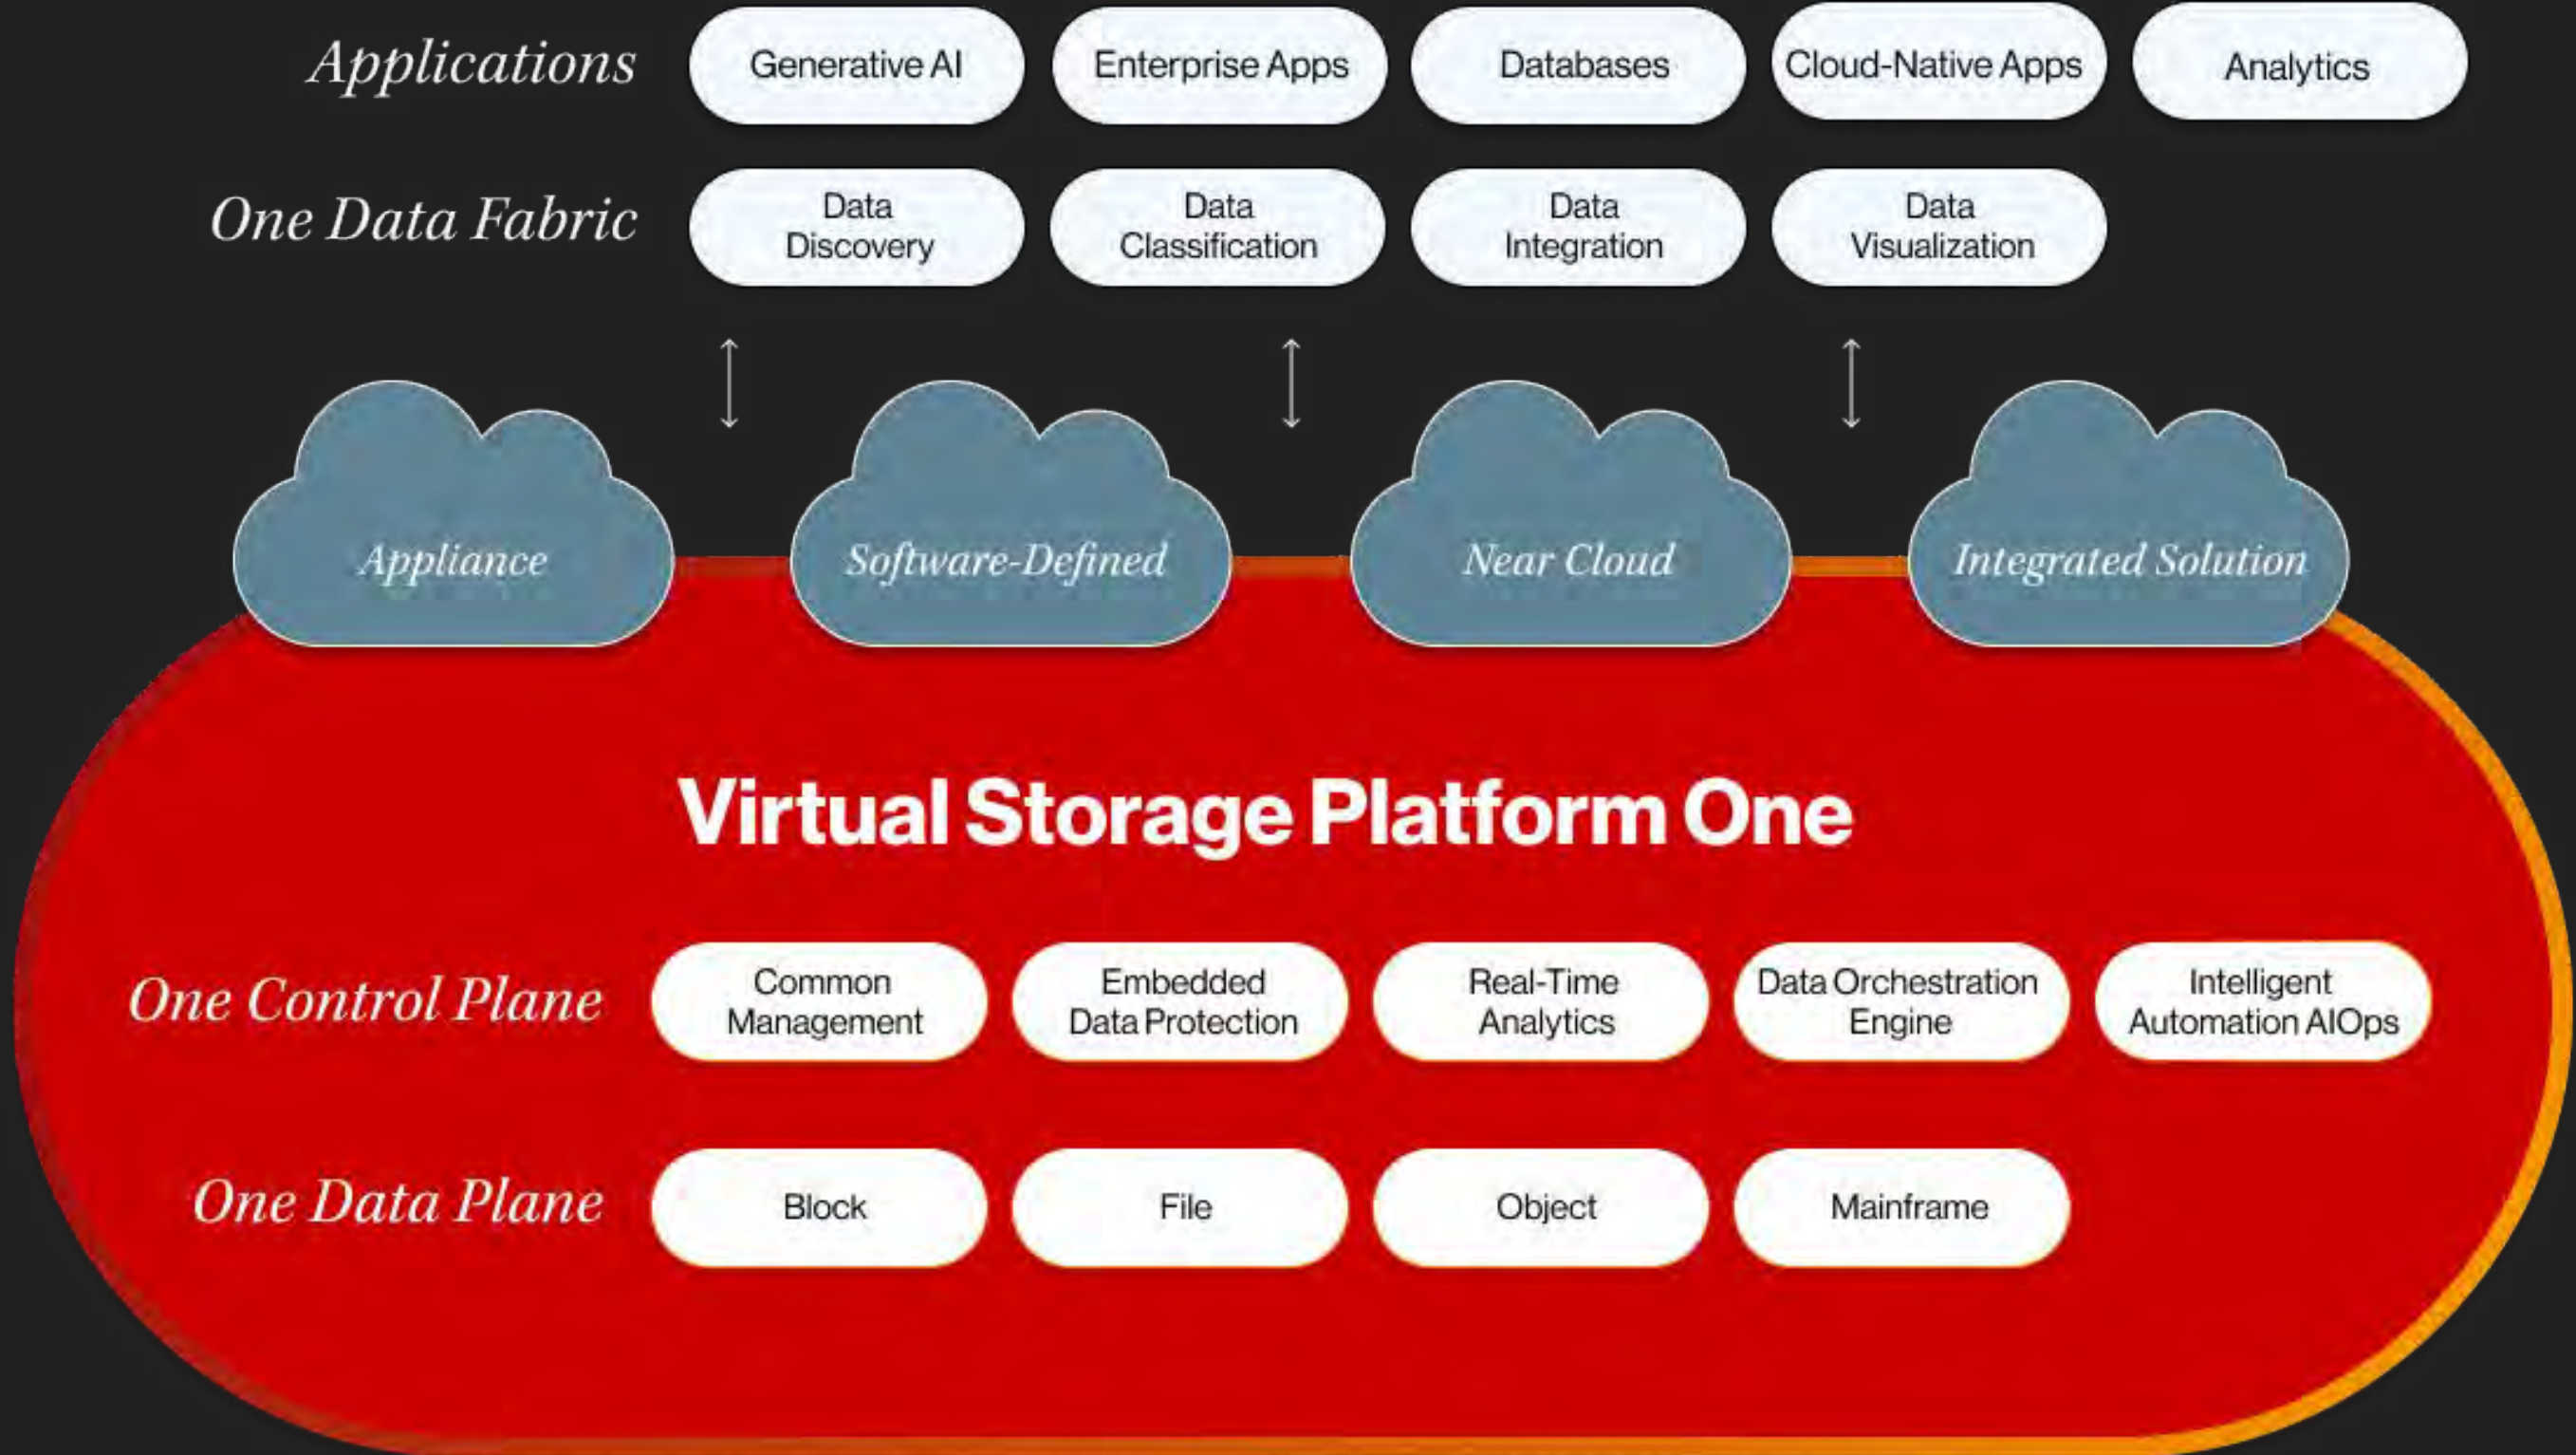 Applications
Generative AI
Enterprise Apps
Databases
Cloud-Native Apps
Analytics
One Data Fabric
Data
Discovery
Data
Classification
Data
Integration
Data
Visualization
Appliance
Software-Defined
Near Cloud
Integrated Solution
Virtual Storage Platform One
One Control Plane
Common
Management
Embedded
Data Protection
Real-Time
Analytics
Data Orchestration
Engine
Intelligent
Automation AIOps
One Data Plane
Block
File
Object
Mainframe